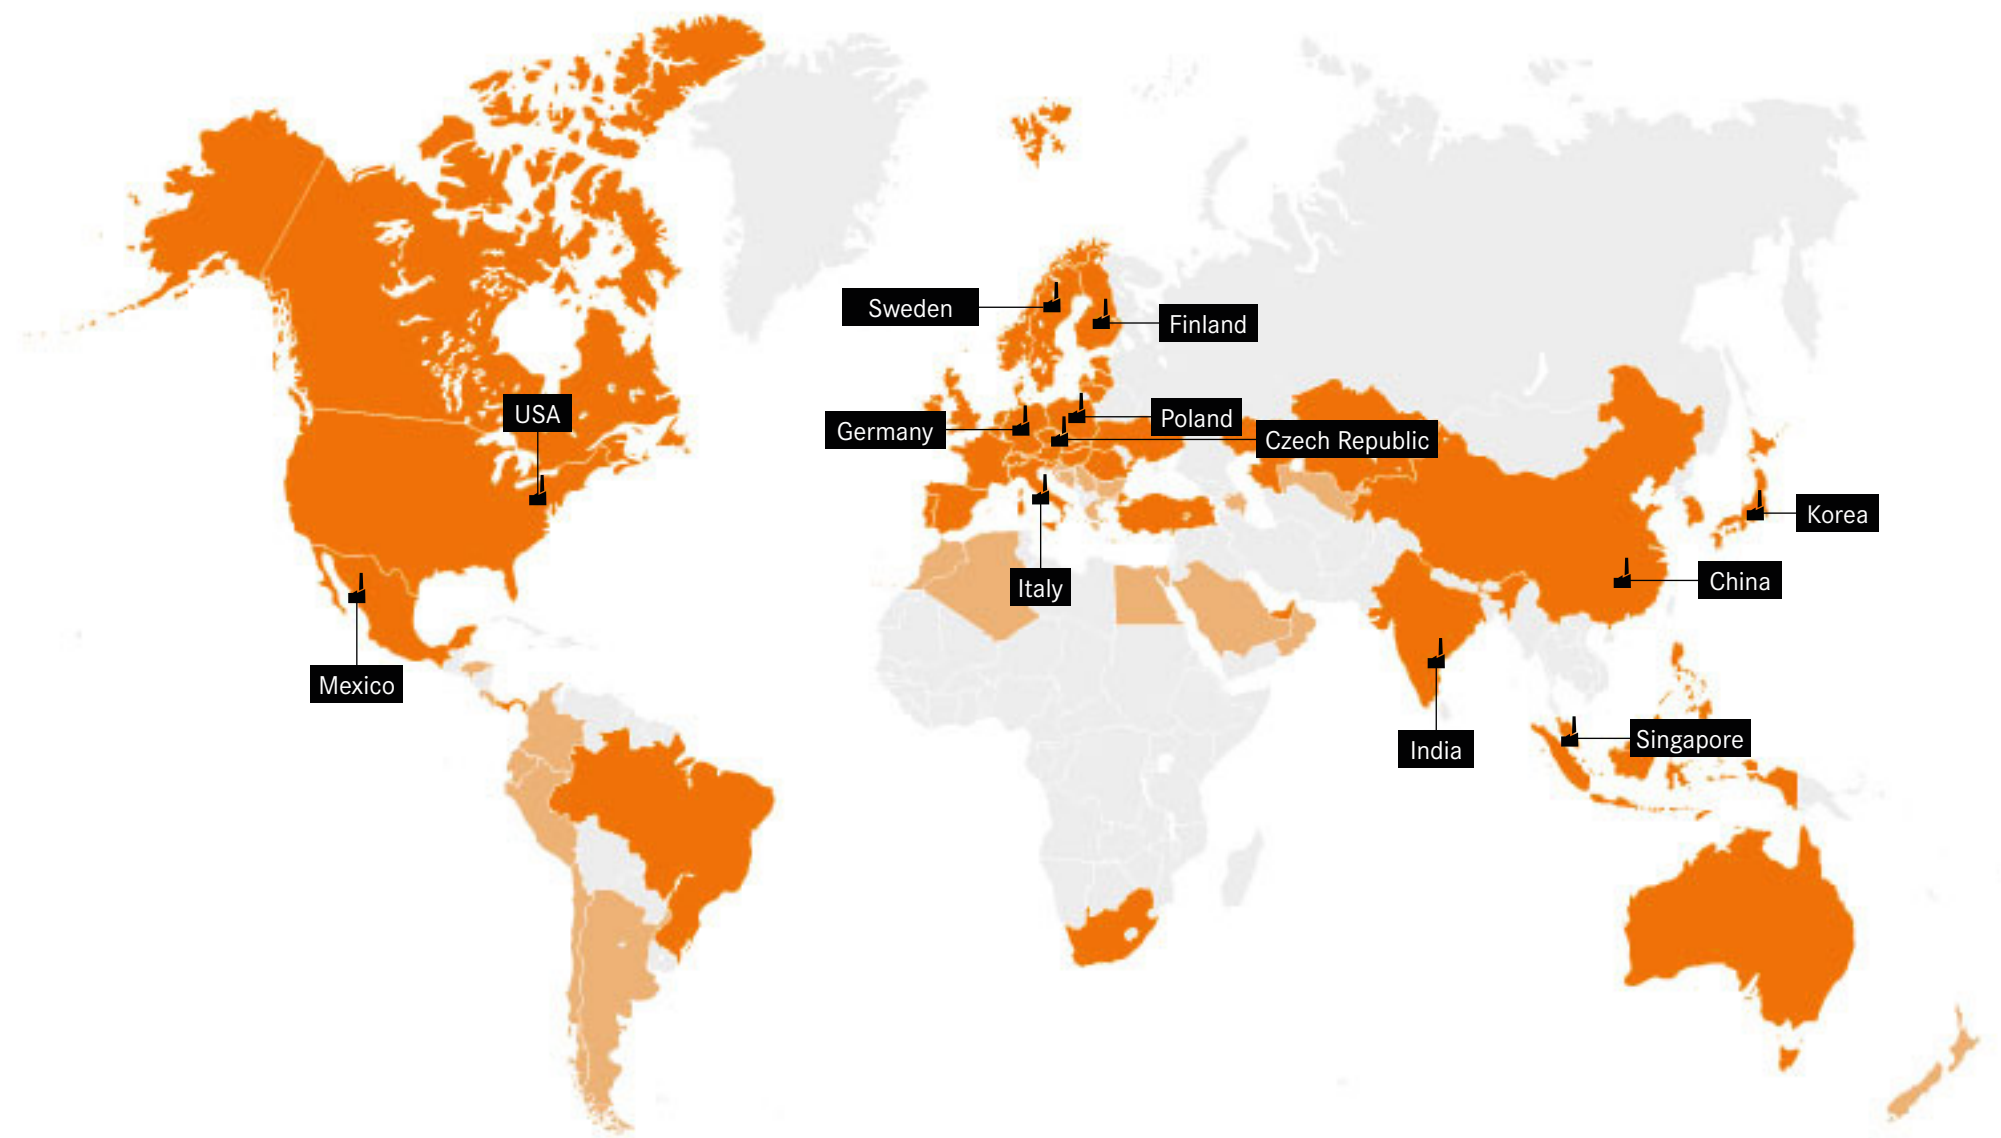 Sweden
Finland
USA
Poland
Germany
Czech Republic
Korea
Italy
China
Mexico
Singapore
India